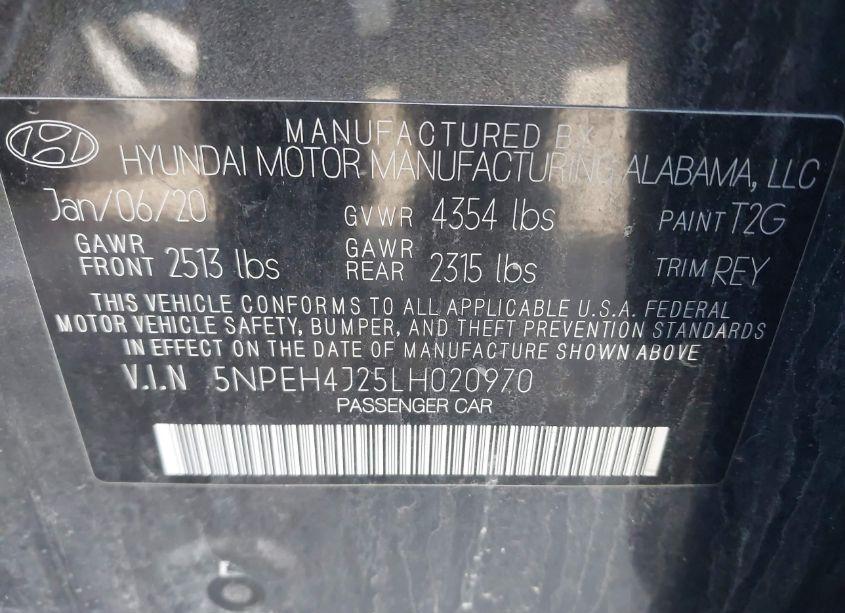 MANUFACTURED BY
HYUNDAI MOTOR MANUFACTURING ALABAMA, LLC
Jan/06/20 GVWR 4354 lbs PAINT T2G
GAWR FRONT 2513 lbs GAWR REAR 2315 lbs TRIM REY
THIS VEHICLE CONFORMS TO ALL APPLICABLE U.S.A. FEDERAL
MOTOR VEHICLE SAFETY, BUMPER, AND THEFT PREVENTION STANDARDS
IN EFFECT ON THE DATE OF MANUFACTURE SHOWN ABOVE
V.I.N 5NPEH4J25LH020970
PASSENGER CAR